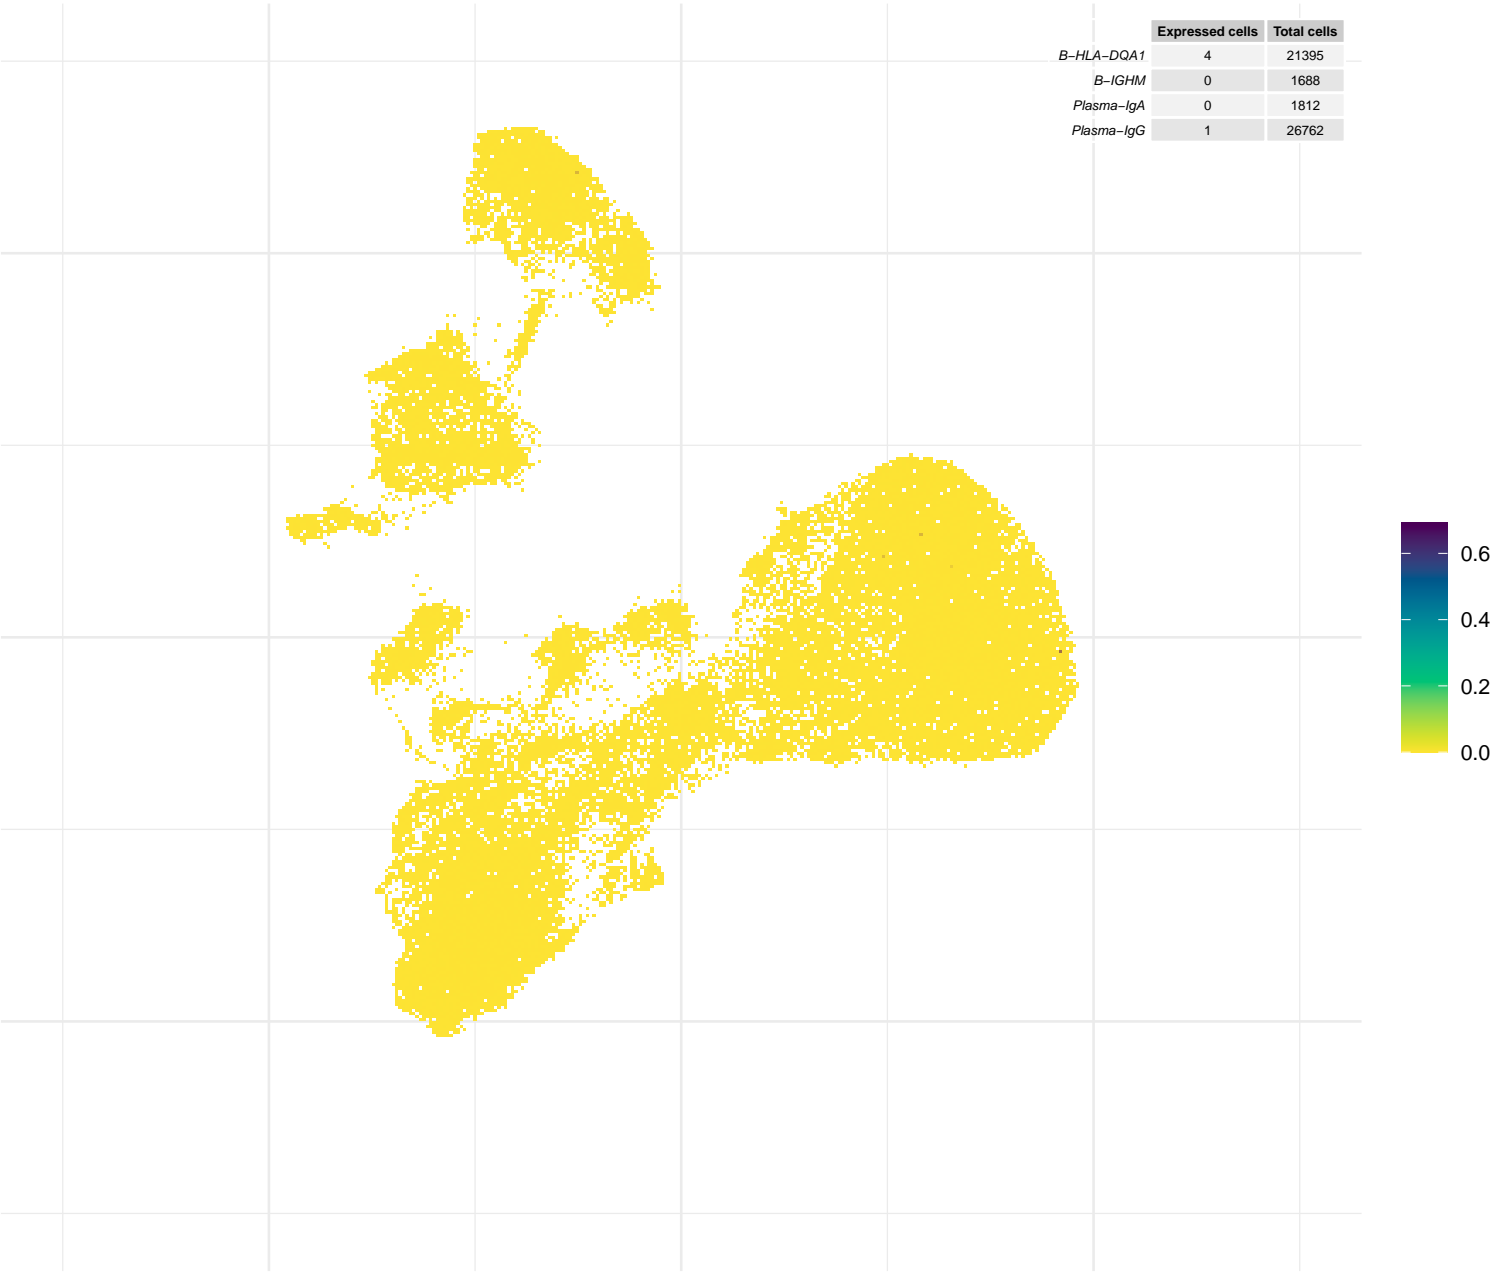 Expressed cells Total cells
B−HLA−DQA1 4 21395
B−IGHM 0 1688
Plasma−IgA 0 1812
Plasma−IgG 1 26762
0.6
0.4
0.2
0.0